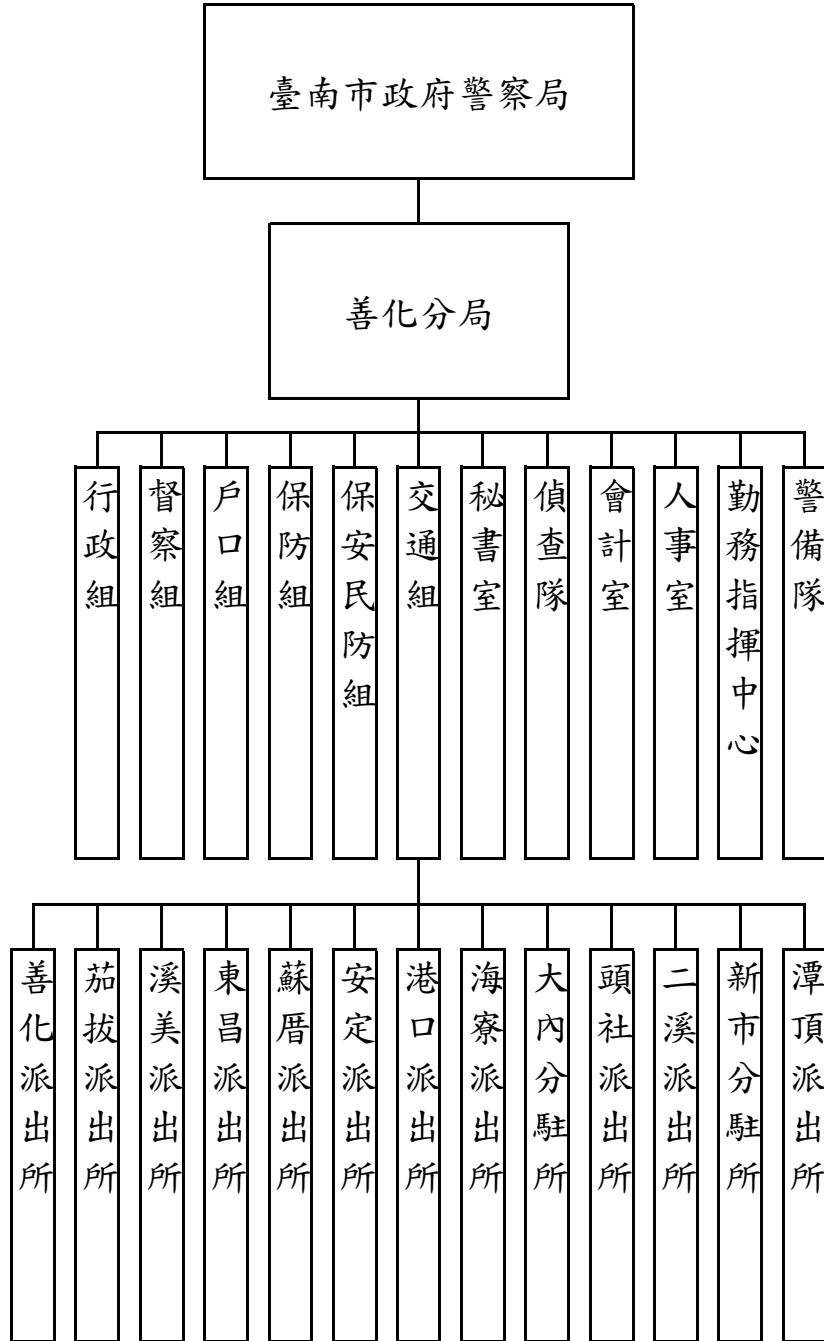 臺南市政府警察局
善化分局
行政組
督察組
戶口組
保防組
保安民防組
交通組
秘書室
偵查隊
會計室
人事室
勤務指揮中心
警備隊
善化派出所
茄拔派出所
溪美派出所
東昌派出所
蘇厝派出所
安定派出所
港口派出所
海寮派出所
大內分駐所
頭社派出所
二溪派出所
新市分駐所
潭頂派出所